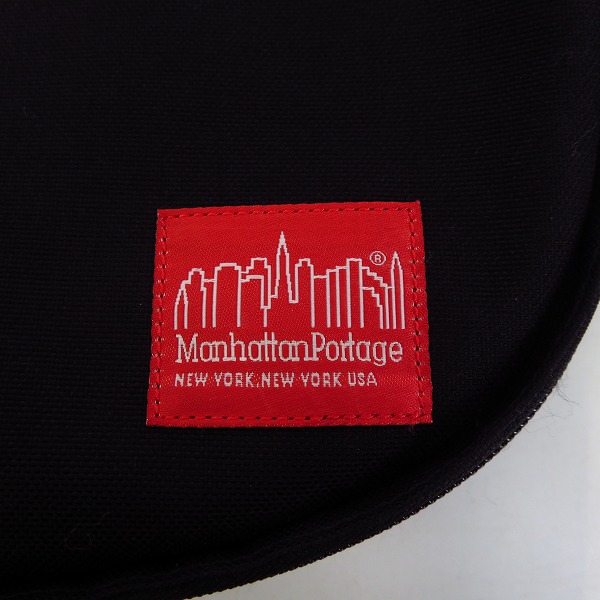 ®
ManhattanPortage
NEW YORK, NEW YORK USA